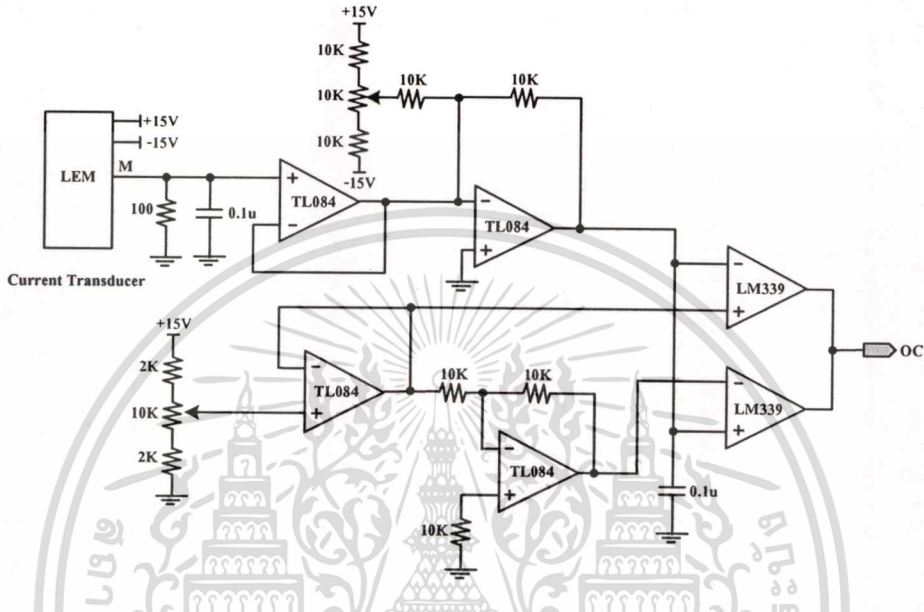 +15V
10K
10K
10K
-15V
10K
10K
LEM
+15V
-15V
M
100
0.1u
TL084
TL084
Current Transducer
LM339
OC
LM339
+15V
2K
10K
2K
TL084
10K
10K
TL084
10K
0.1u